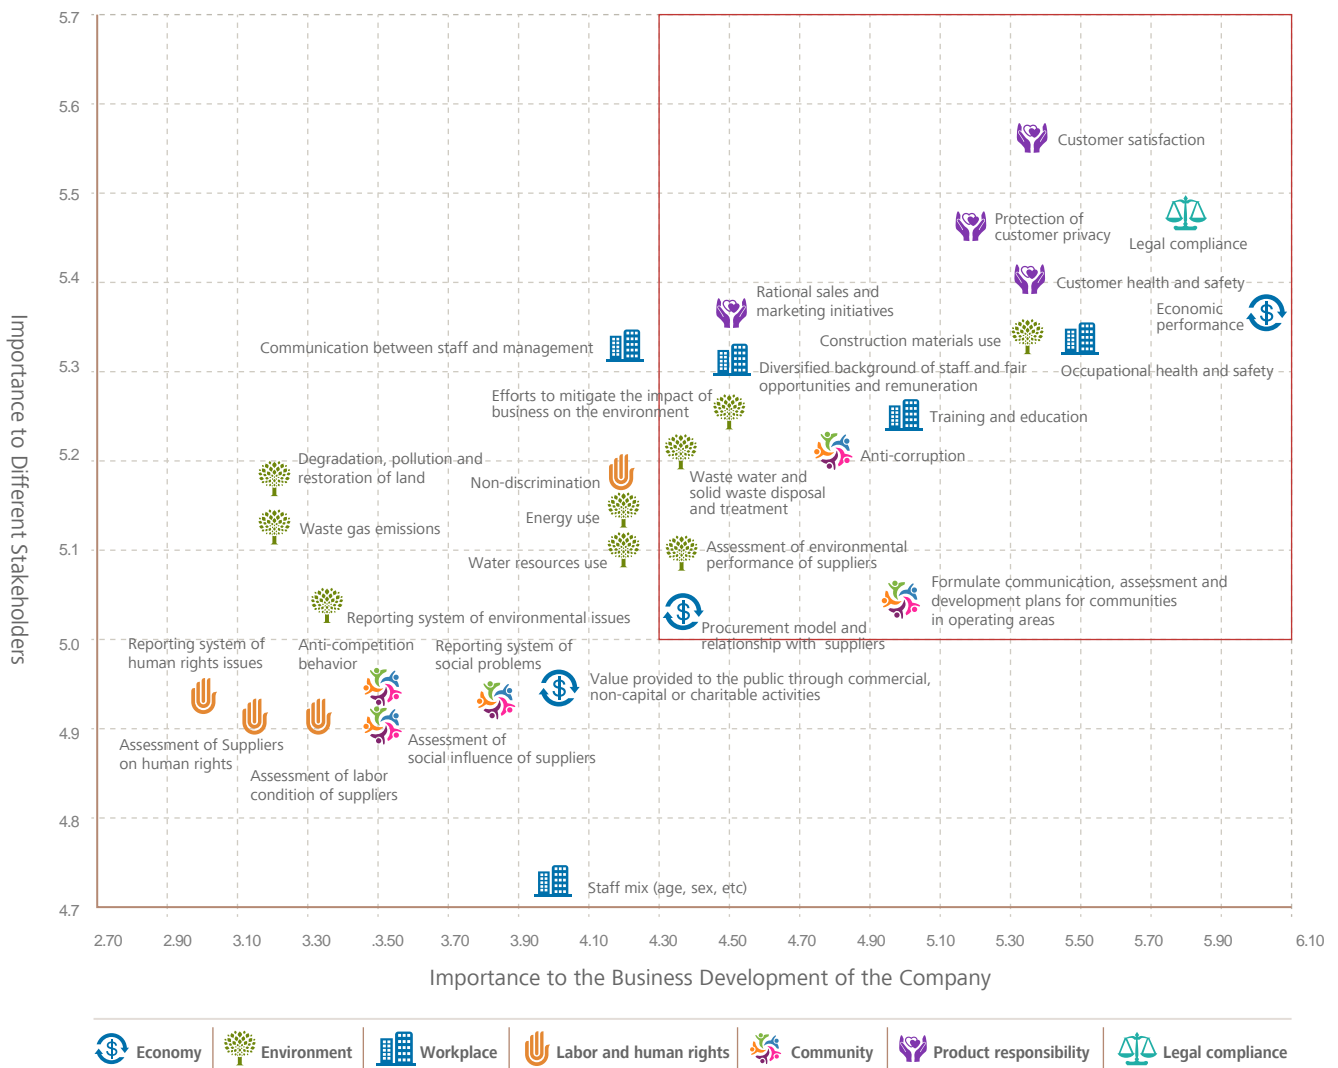 5.7
5.6
5.5
5.4
5.3
5.2
5.1
5.0
4.9
4.8
4.7
Importance to Different Stakeholders
Customer satisfaction
Protection of
customer privacy
Legal compliance
Customer health and safety
Rational sales and
marketing initiatives
Economic
performance
Construction materials use
Communication between staff and management
Occupational health and safety
Diversified background of staff and fair
opportunities and remuneration
Efforts to mitigate the impact of
business on the environment
Training and education
Anti-corruption
Degradation, pollution and
restoration of land
Non-discrimination
Waste water and
solid waste disposal
and treatment
Energy use
Waste gas emissions
Water resources use
Assessment of environmental
performance of suppliers
Formulate communication, assessment and
development plans for communities
in operating areas
Reporting system of environmental issues
Procurement model and
relationship with  suppliers
Reporting system of
human rights issues
Anti-competition
behavior
Reporting system of
social problems
Value provided to the public through commercial,
non-capital or charitable activities
Assessment of Suppliers
on human rights
Assessment of
social influence of suppliers
Assessment of labor
condition of suppliers
Staff mix (age, sex, etc)
2.70
2.90
3.10
3.30
.3.50
3.70
3.90
4.10
4.30
4.50
4.70
4.90
5.10
5.30
5.50
5.70
5.90
6.10
Importance to the Business Development of the Company
Economy
Environment
Workplace
Labor and human rights
Community
Product responsibility
Legal compliance